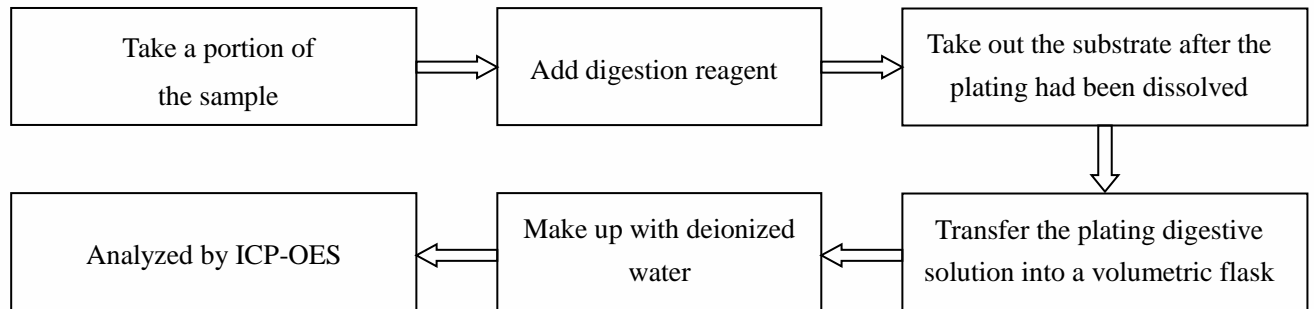 Take a portion of
the sample
Add digestion reagent
Take out the substrate after the
plating had been dissolved
Transfer the plating digestive
solution into a volumetric flask
Make up with deionized
water
Analyzed by ICP-OES